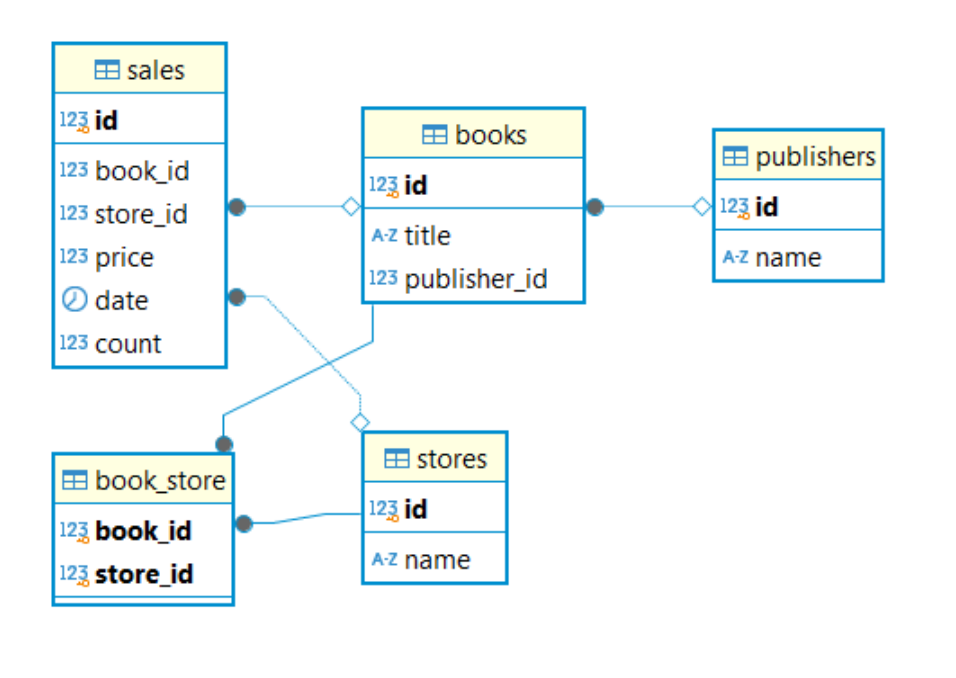 sales
123 id
123 book_id
123 store_id
123 price
date
123 count
books
123 id
A-Z title
123 publisher_id
publishers
123 id
A-Z name
book_store
123 book_id
123 store_id
stores
123 id
A-Z name